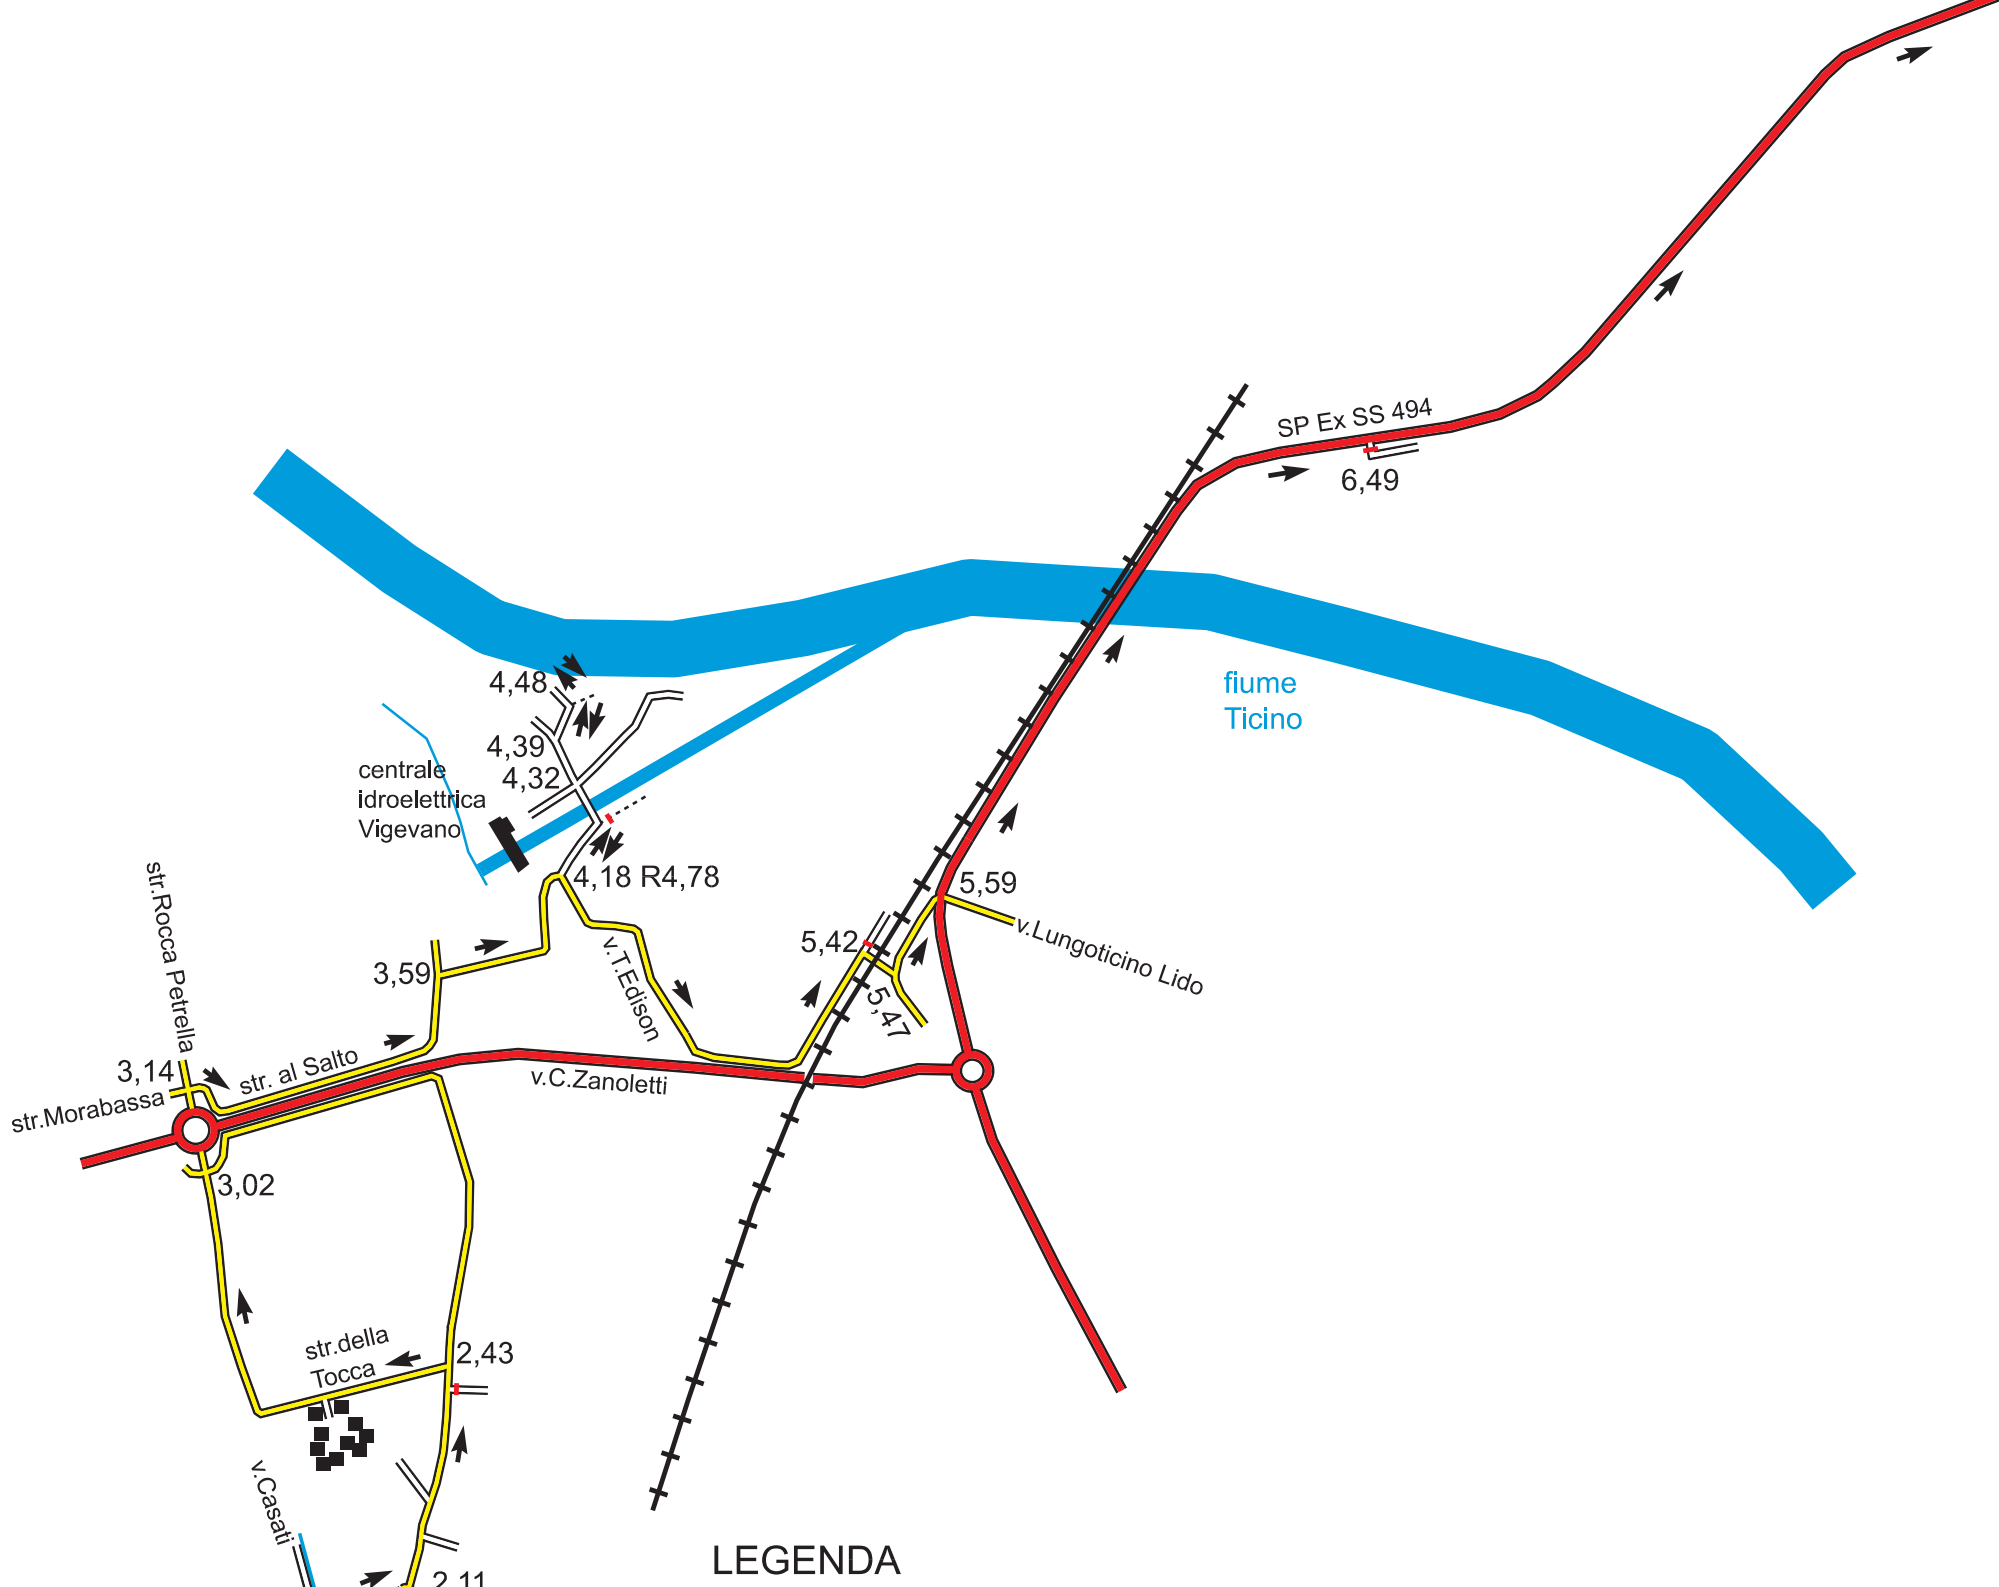 SP Ex SS 494
6,49
fiume
Ticino
4,48
4,39
4,32
centrale
idroelettrica
Vigevano
4,18 R4,78
5,59
v.Lungoticino Lido
5,42
5,47
v.T.Edison
3,59
str.Rocca Petrella
3,14
str. al Salto
str.Morabassa
v.C.Zanoletti
3,02
str.della
Tocca
2,43
v.Casati
LEGENDA
2,11